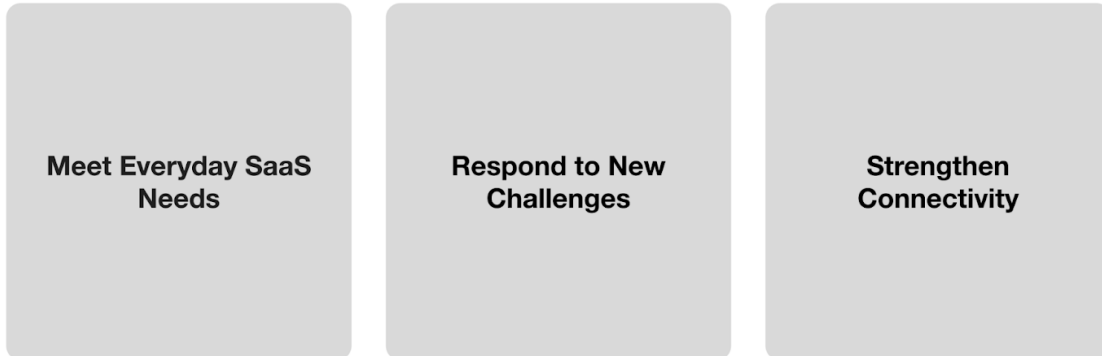 Meet Everyday SaaS
Needs
Respond to New
Challenges
Strengthen
Connectivity